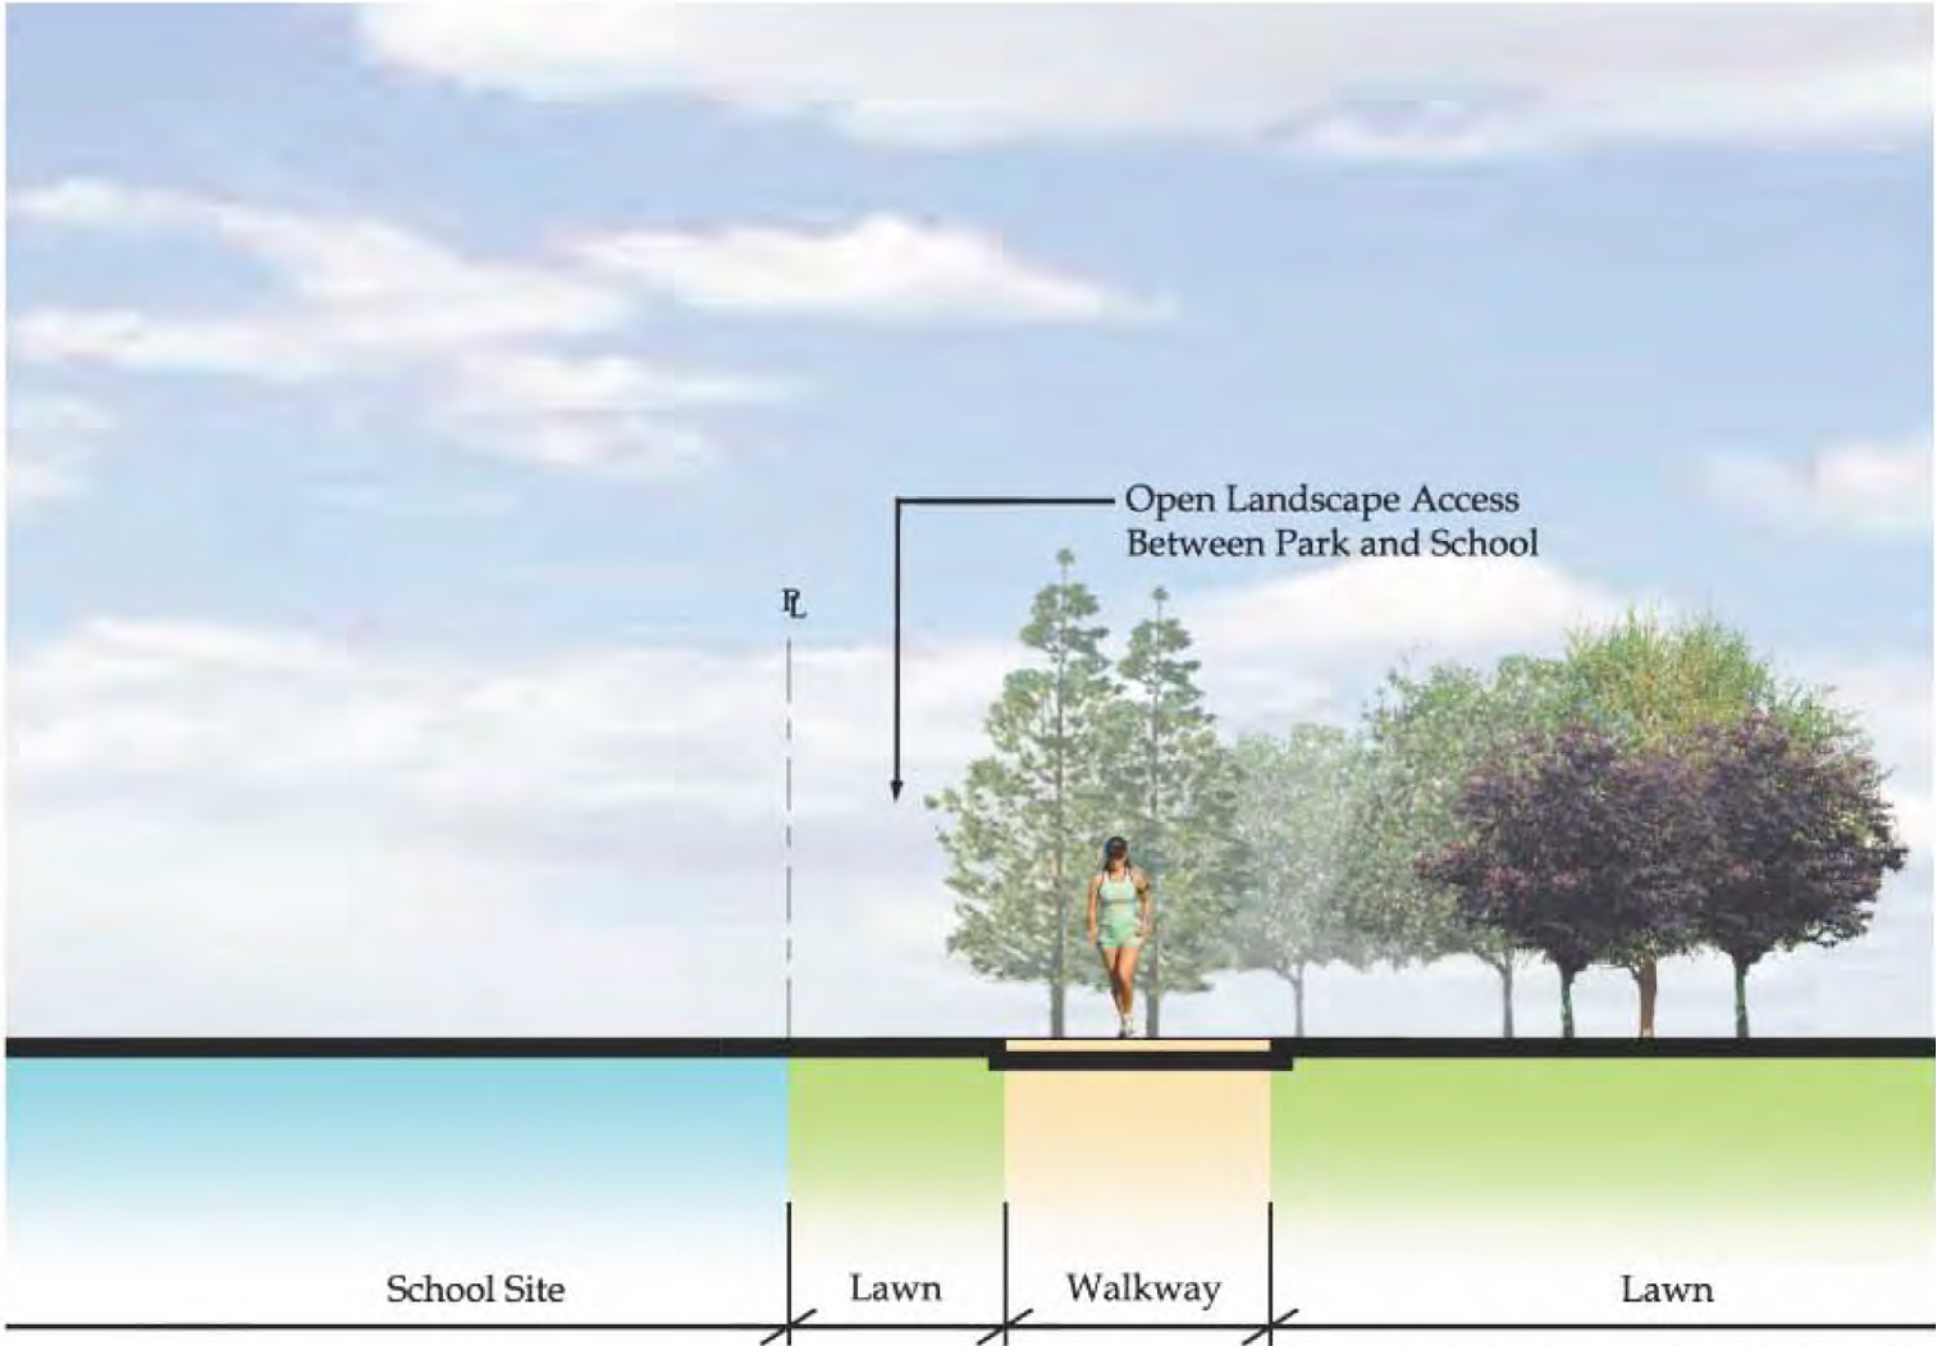 Open Landscape Access
Between Park and School
PL
School Site
Lawn
Walkway
Lawn